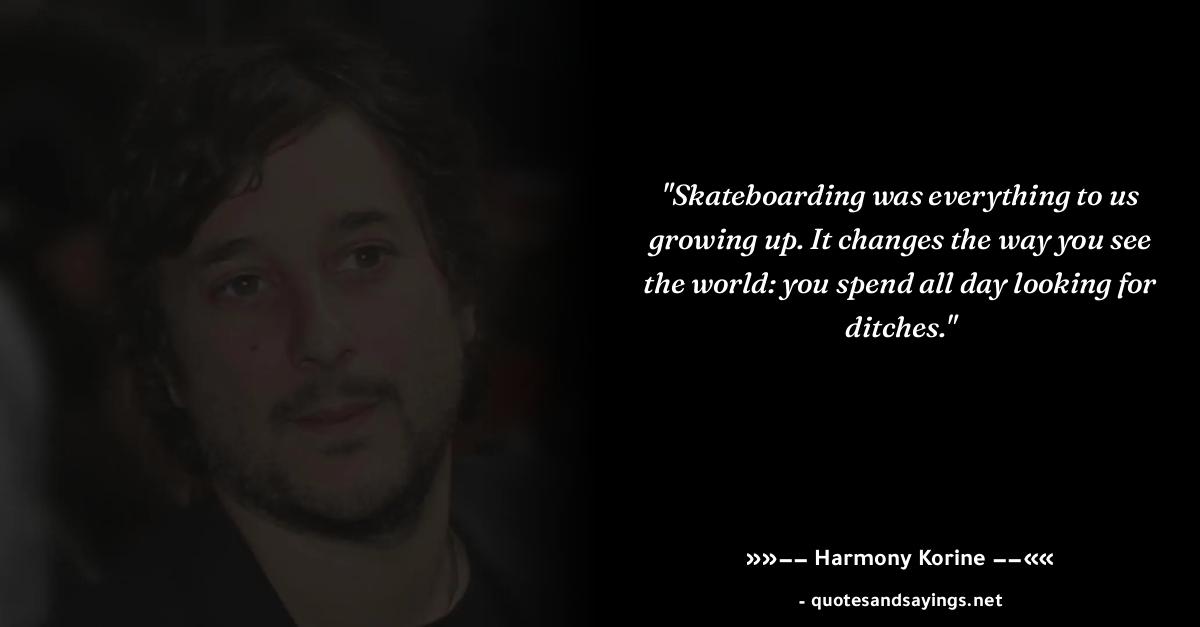 "Skateboarding was everything to us
growing up. It changes the way you see
the world: you spend all day looking for
ditches."
»»−− Harmony Korine −−««
- quotesandsayings.net